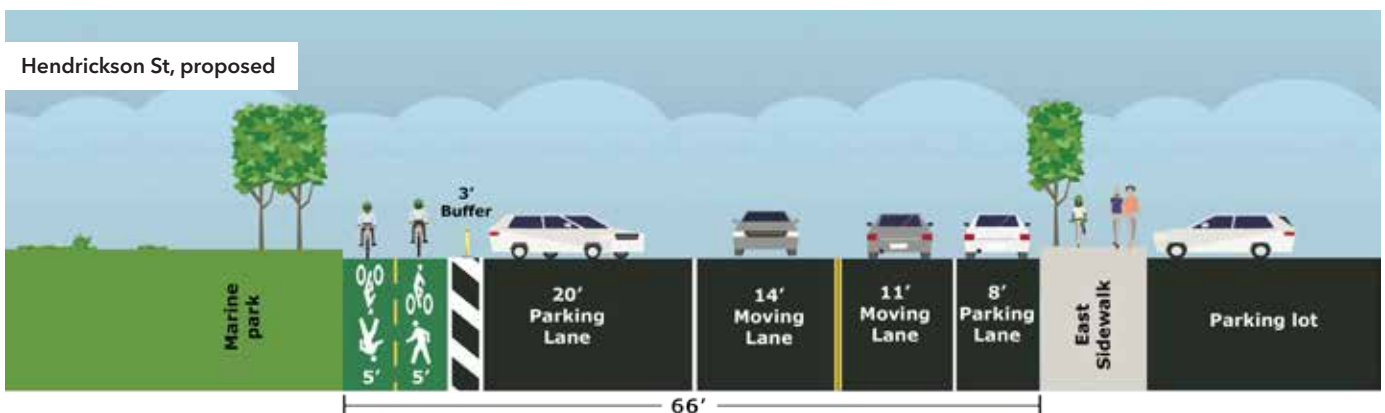 Hendrickson St, proposed
3'
Buffer
Marine
park
5'
5'
20'
Parking
Lane
14'
Moving
Lane
11'
Moving
Lane
8'
Parking
Lane
East
Sidewalk
Parking lot
66'